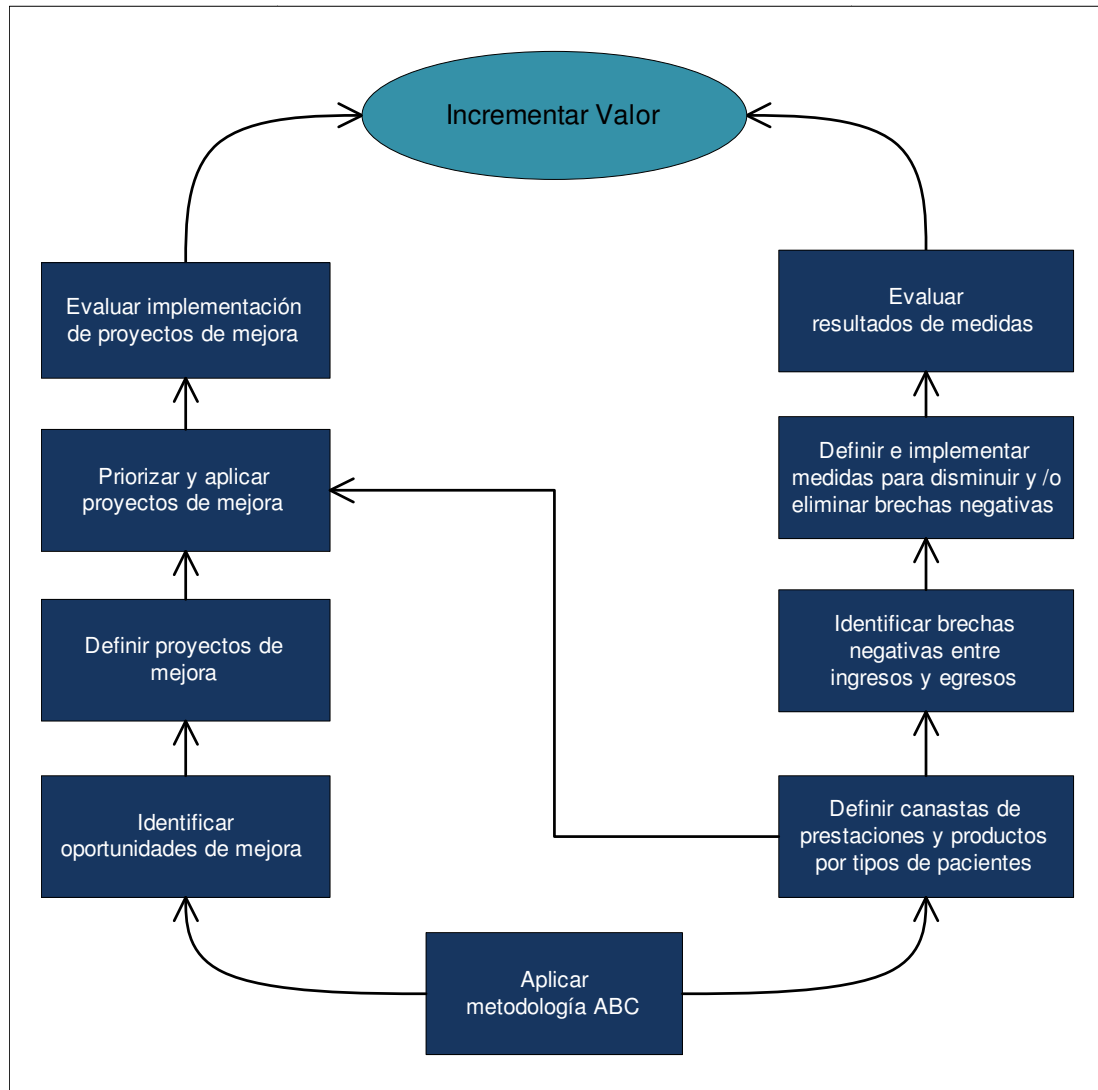 Incrementar Valor
Evaluar implementación
de proyectos de mejora
Evaluar
resultados de medidas
Priorizar y aplicar
proyectos de mejora
Definir e implementar
medidas para disminuir y /o
eliminar brechas negativas
Definir proyectos de
mejora
Identificar brechas
negativas entre
ingresos y egresos
Identificar
oportunidades de mejora
Definir canastas de
prestaciones y productos
por tipos de pacientes
Aplicar
metodología ABC